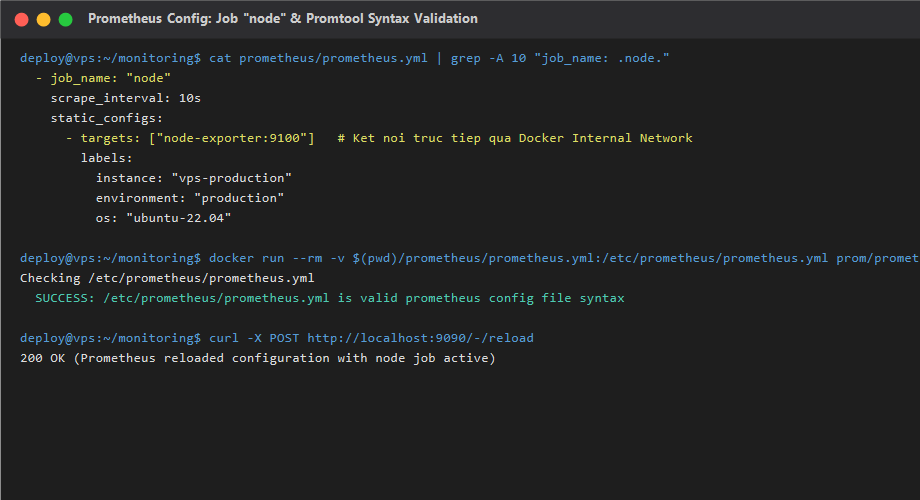 Prometheus Config: Job "node" & Promtool Syntax Validation
deploy@vps:~/monitoring$ cat prometheus/prometheus.yml | grep -A 10 "job_name: .node."
- job_name: "node"
scrape_interval: 10s
static_configs:
- targets: ["node-exporter:9100"]   # Ket noi truc tiep qua Docker Internal Network
labels:
instance: "vps-production"
environment: "production"
os: "ubuntu-22.04"
deploy@vps:~/monitoring$ docker run --rm -v $(pwd)/prometheus/prometheus.yml:/etc/prometheus/prometheus.yml prom/promet
Checking /etc/prometheus/prometheus.yml
SUCCESS: /etc/prometheus/prometheus.yml is valid prometheus config file syntax
deploy@vps:~/monitoring$ curl -X POST http://localhost:9090/-/reload
200 OK (Prometheus reloaded configuration with node job active)